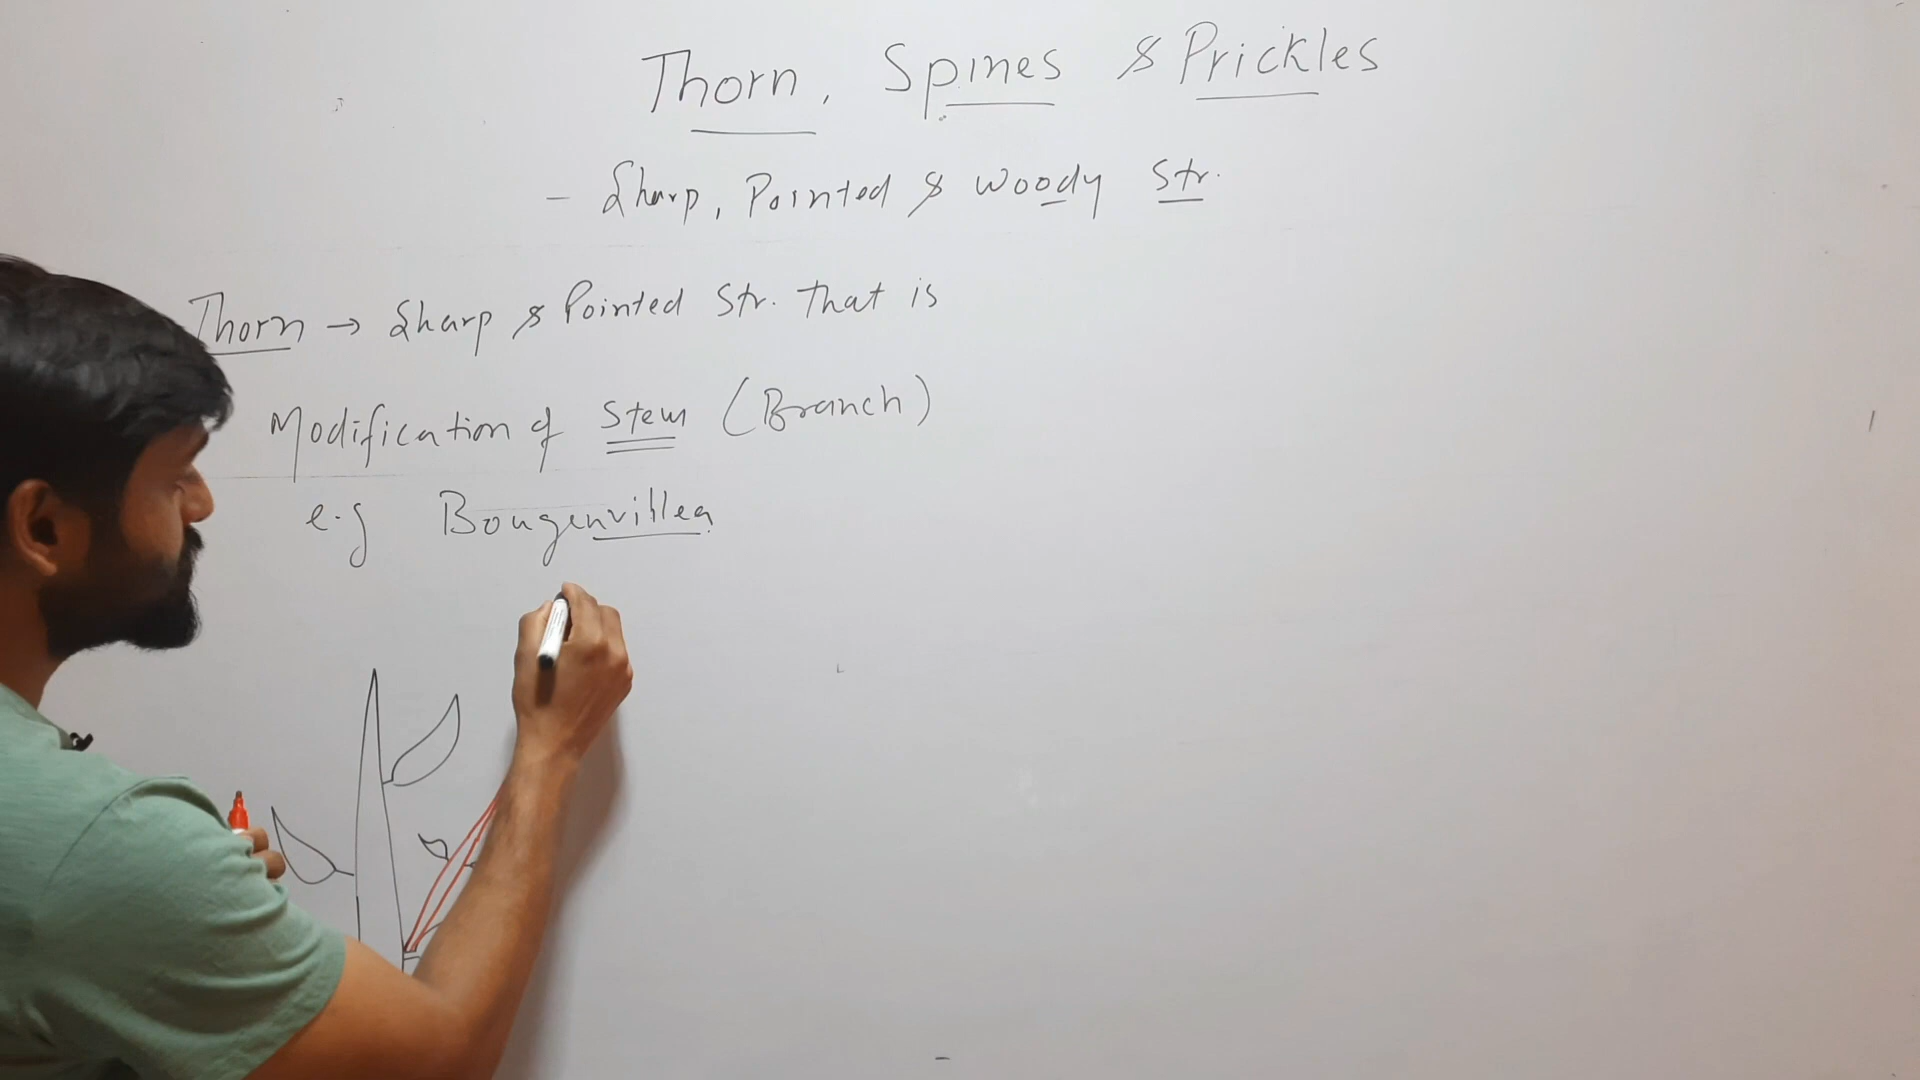 Thorn, Spines & Prickles
- Sharp, Pointed & Woody Str.
Thorn → Sharp & Pointed Str. That is
Modification of Stem (Branch)
e.g Bougenvillea